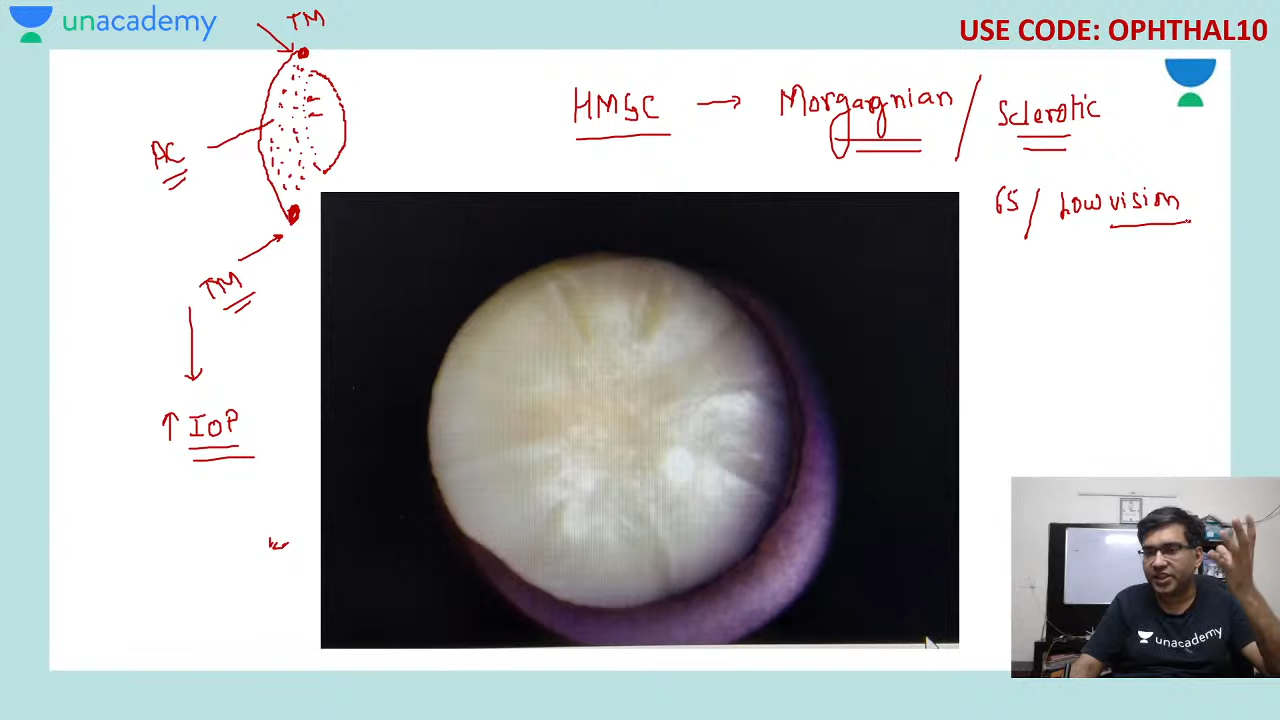 unacademy
TM
USE CODE: OPHTHAL10
HMSC → Morgagnian / Sclerotic
AC
65 / Low vision
TM
↑ IOP
unacademy